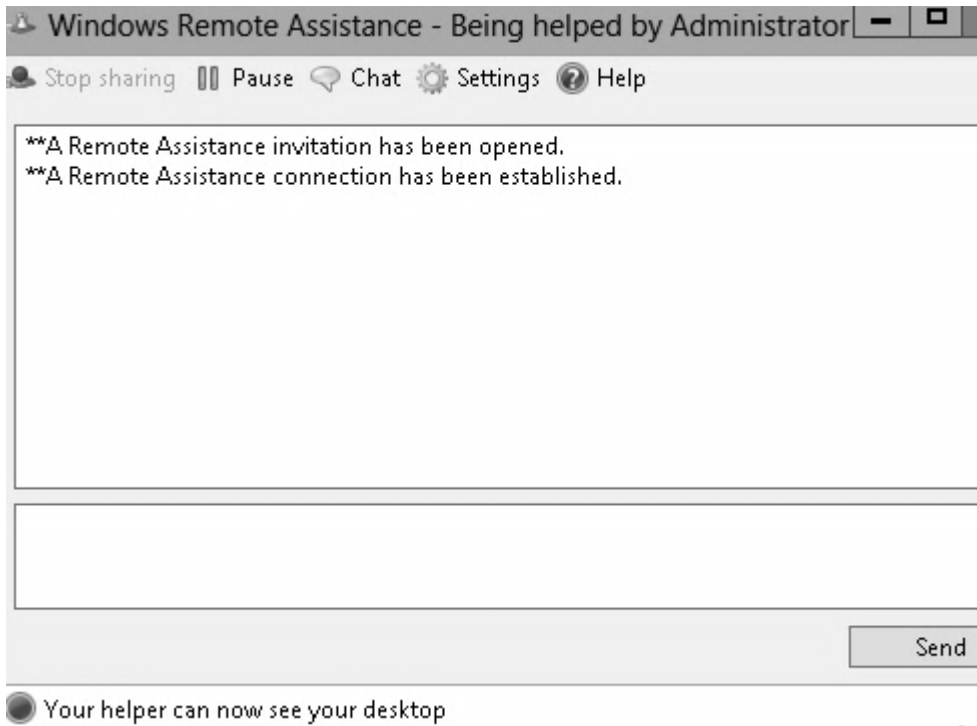 Windows Remote Assistance - Being helped by Administrator
Stop sharing Pause Chat Settings Help
**A Remote Assistance invitation has been opened.
**A Remote Assistance connection has been established.
Send
Your helper can now see your desktop